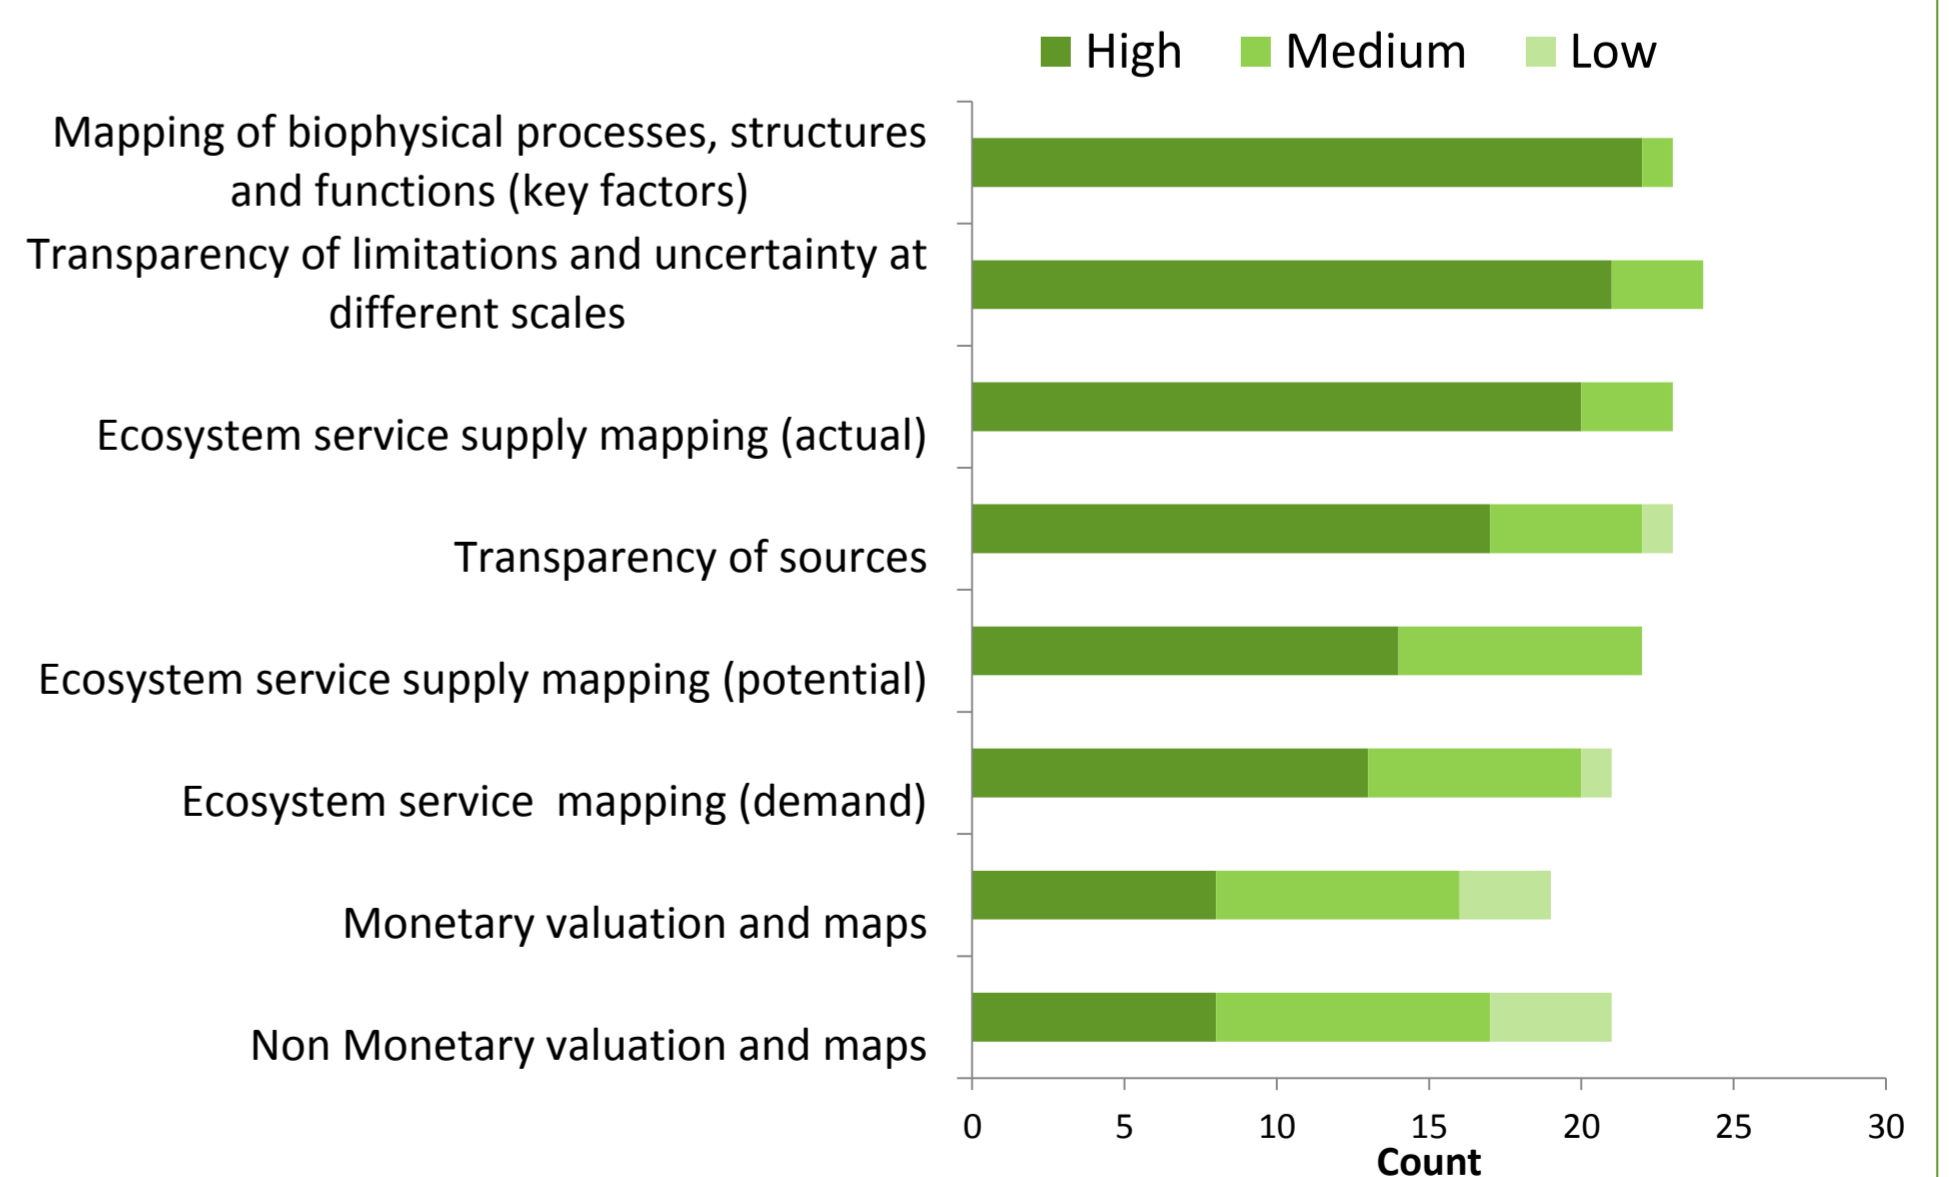 High Medium Low
Mapping of biophysical processes, structures
and functions (key factors)
Transparency of limitations and uncertainty at
different scales
Ecosystem service supply mapping (actual)
Transparency of sources
Ecosystem service supply mapping (potential)
Ecosystem service  mapping (demand)
Monetary valuation and maps
Non Monetary valuation and maps
0 5 10 15 20 25 30
Count